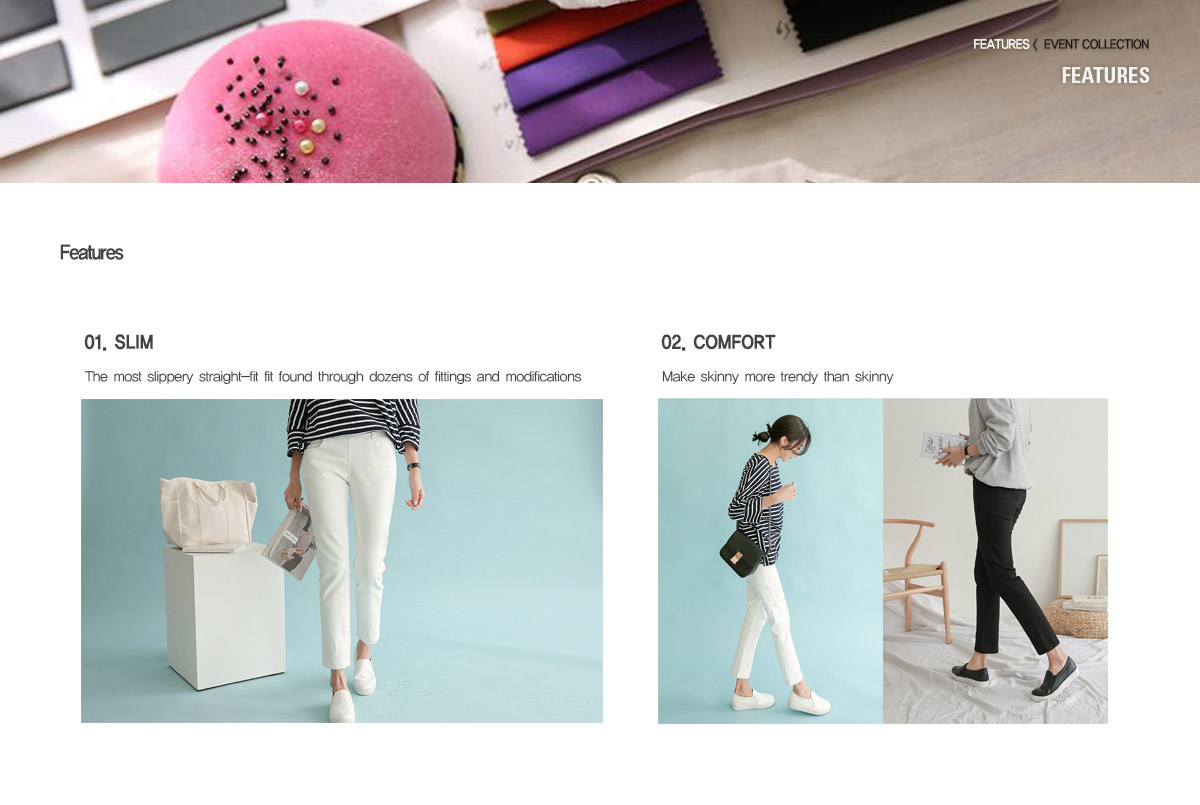 FEATURES 〈 EVENT COLLECTION
FEATURES
Features
01. SLIM
The most slippery straight-fit fit found through dozens of fittings and modifications
02. COMFORT
Make skinny more trendy than skinny